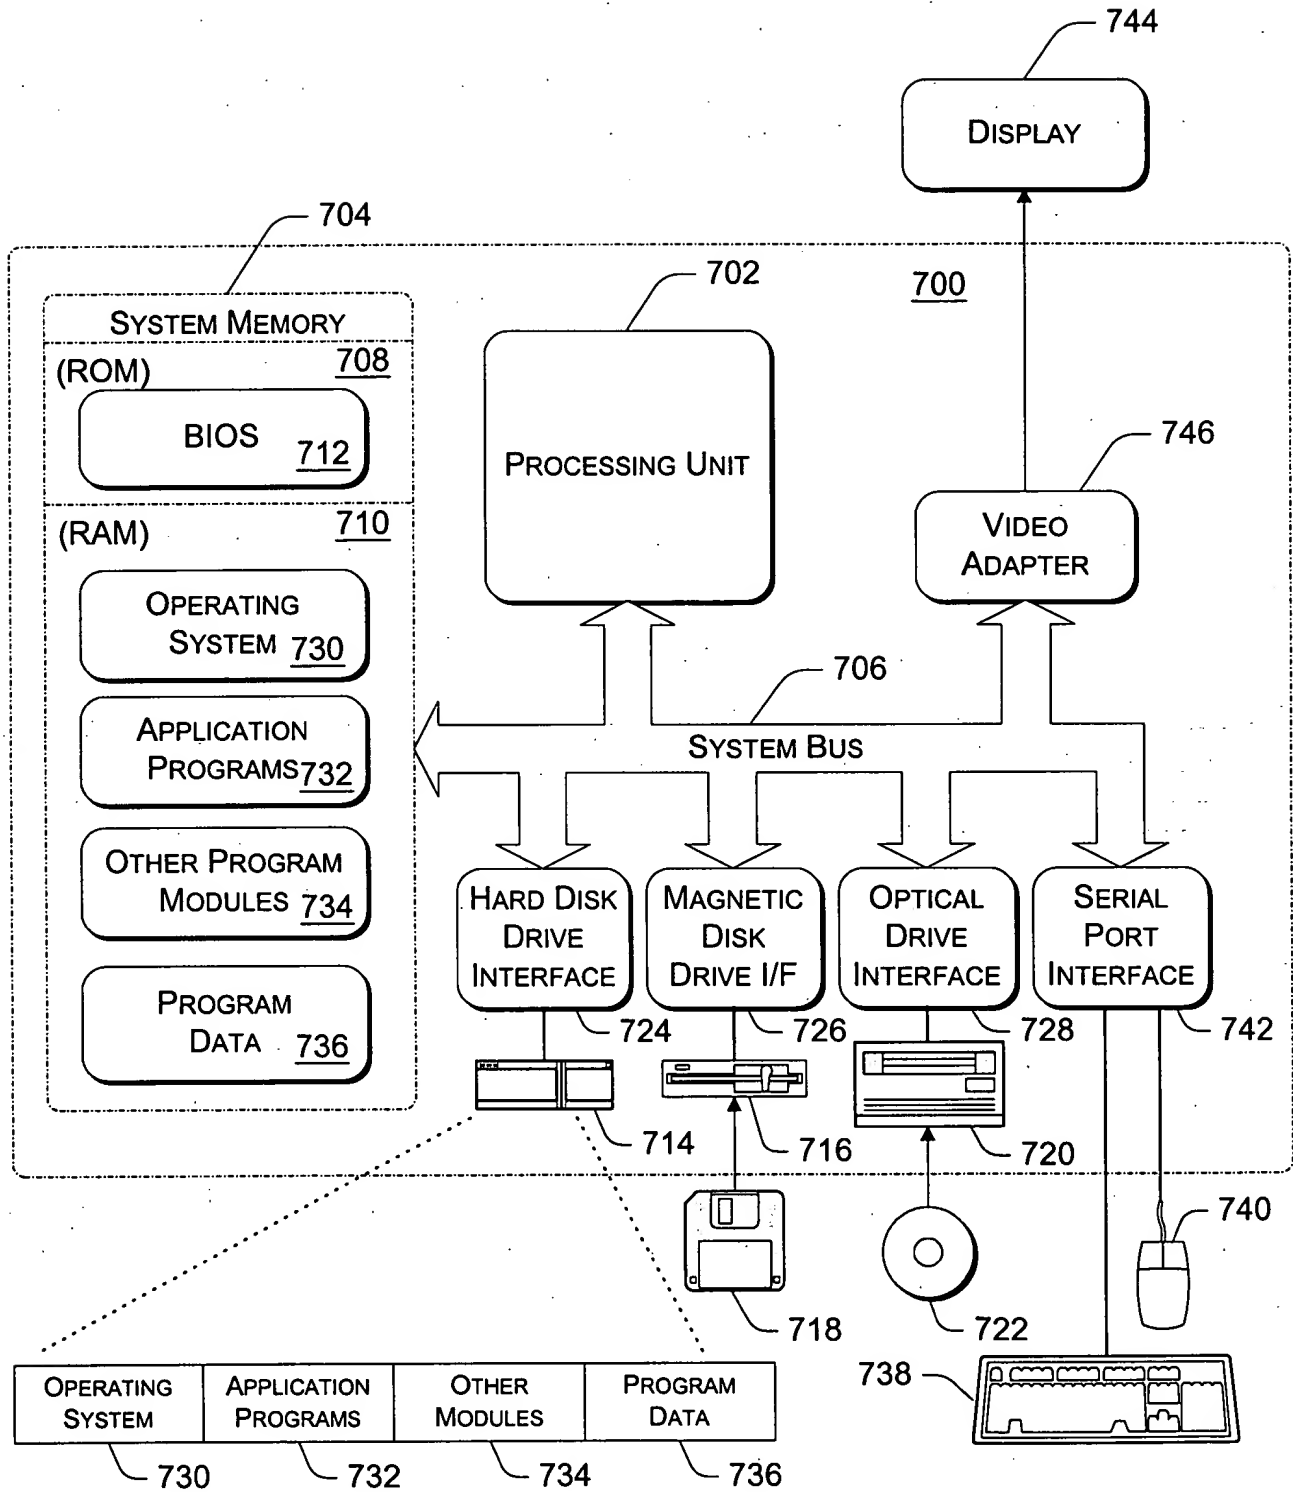 744
DISPLAY
704
702
700
SYSTEM MEMORY
(ROM) 708
BIOS
712
(RAM) 710
PROCESSING UNIT
746
VIDEO
ADAPTER
OPERATING
SYSTEM 730
706
APPLICATION
PROGRAMS 732
SYSTEM BUS
OTHER PROGRAM
MODULES 734
PROGRAM
DATA 736
HARD DISK
DRIVE
INTERFACE
MAGNETIC
DISK
DRIVE I/F
OPTICAL
DRIVE
INTERFACE
SERIAL
PORT
INTERFACE
724
726
728
742
714
716
720
740
718
722
738
OPERATING
SYSTEM
APPLICATION
PROGRAMS
OTHER
MODULES
PROGRAM
DATA
730
732
734
736